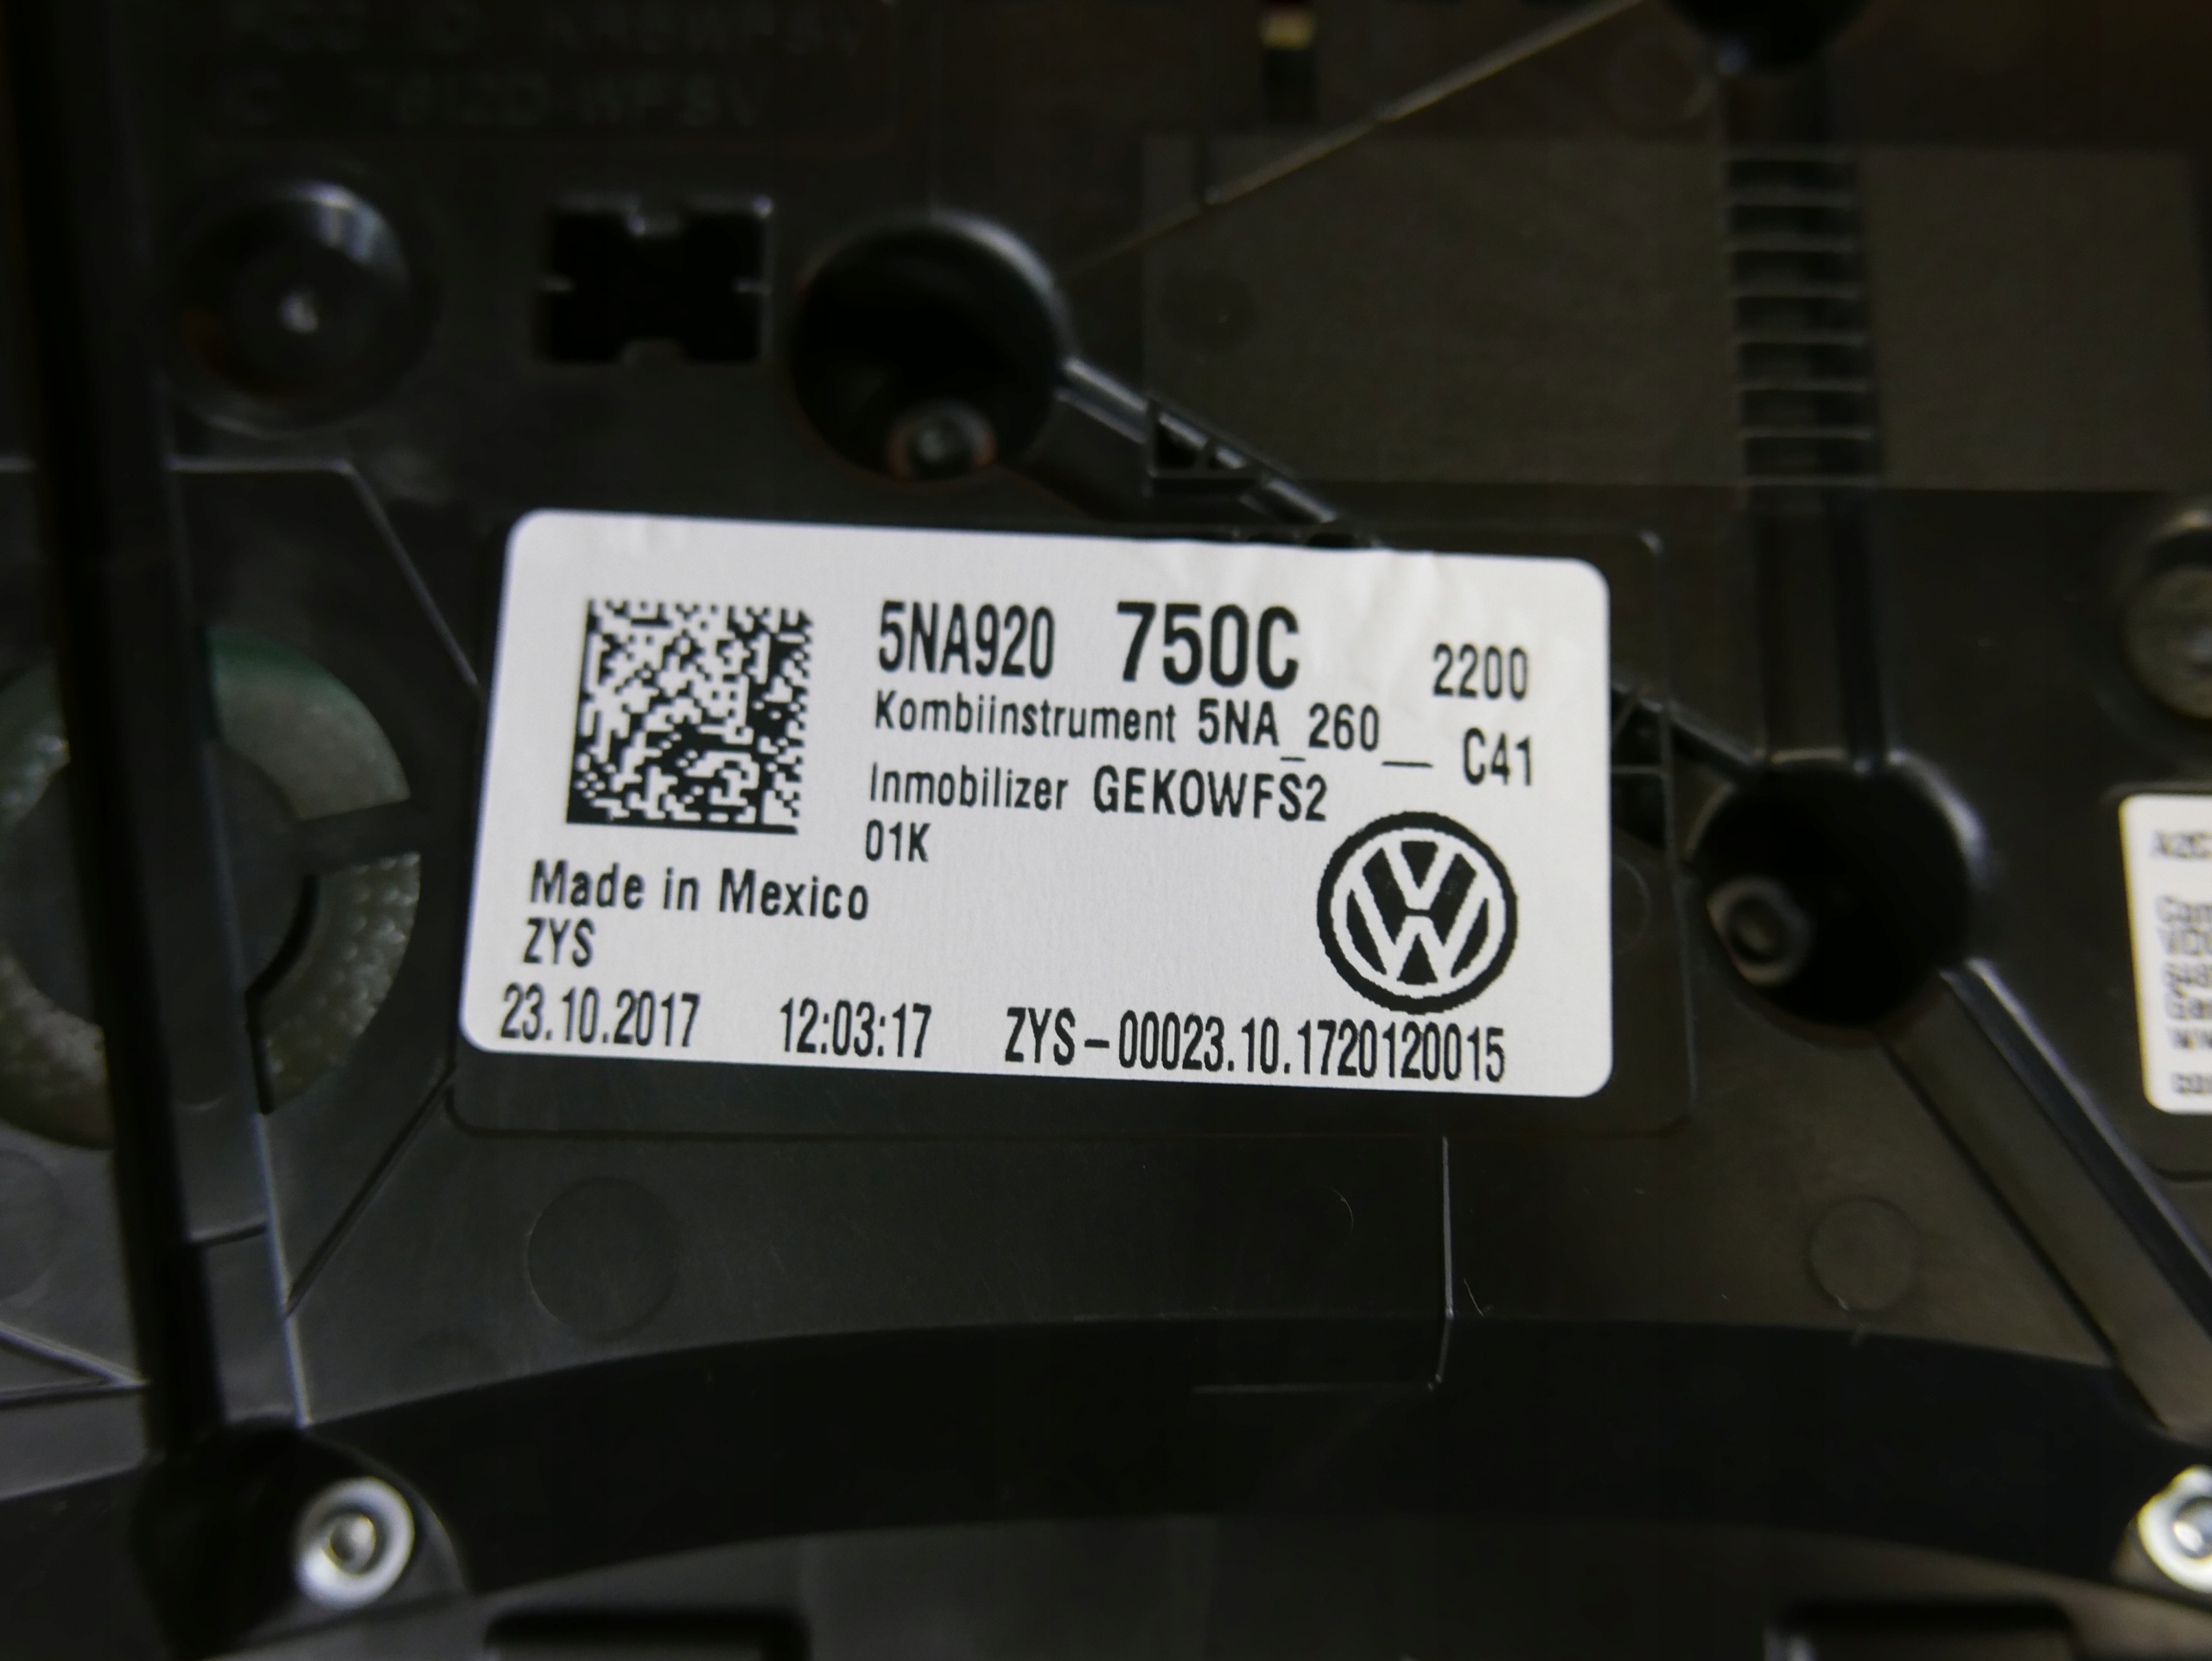 5NA920 750C 2200
Kombiinstrument 5NA_260__ C41
Inmobilizer GEKOWFS2
01K
Made in Mexico
ZYS
23.10.2017 12:03:17 ZYS-00023.10.1720120015